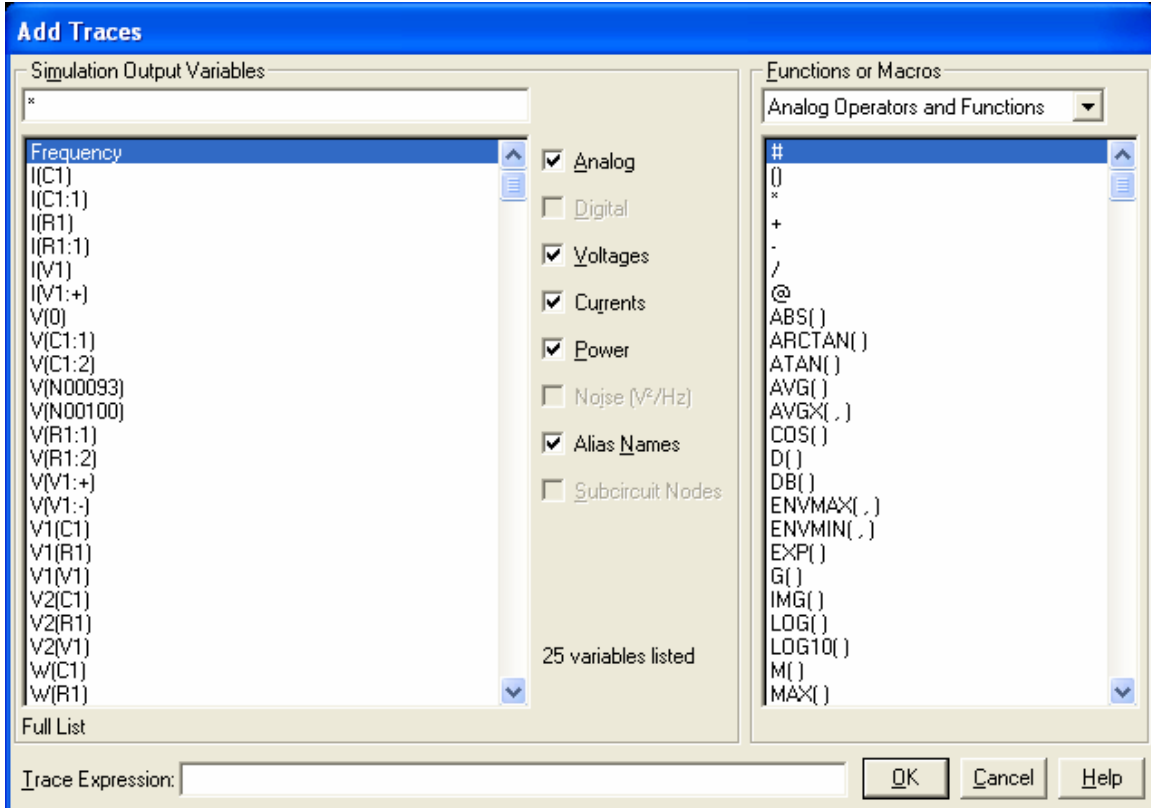 Add Traces
Simulation Output Variables
*
Frequency
I(C1)
I(C1:1)
I(R1)
I(R1:1)
I(V1)
I(V1:+)
V(0)
V(C1:1)
V(C1:2)
V(N00093)
V(N00100)
V(R1:1)
V(R1:2)
V(V1:+)
V(V1:-)
V1(C1)
V1(R1)
V1(V1)
V2(C1)
V2(R1)
V2(V1)
W(C1)
W(R1)
Full List
Analog
Digital
Voltages
Currents
Power
Noise (V²/Hz)
Alias Names
Subcircuit Nodes
25 variables listed
Functions or Macros
Analog Operators and Functions
#
()
*
+
-
/
@
ABS( )
ARCTAN( )
ATAN( )
AVG( )
AVGX( , )
COS( )
D( )
DB( )
ENVMAX( , )
ENVMIN( , )
EXP( )
G( )
IMG( )
LOG( )
LOG10( )
M( )
MAX( )
Trace Expression:
OK
Cancel
Help